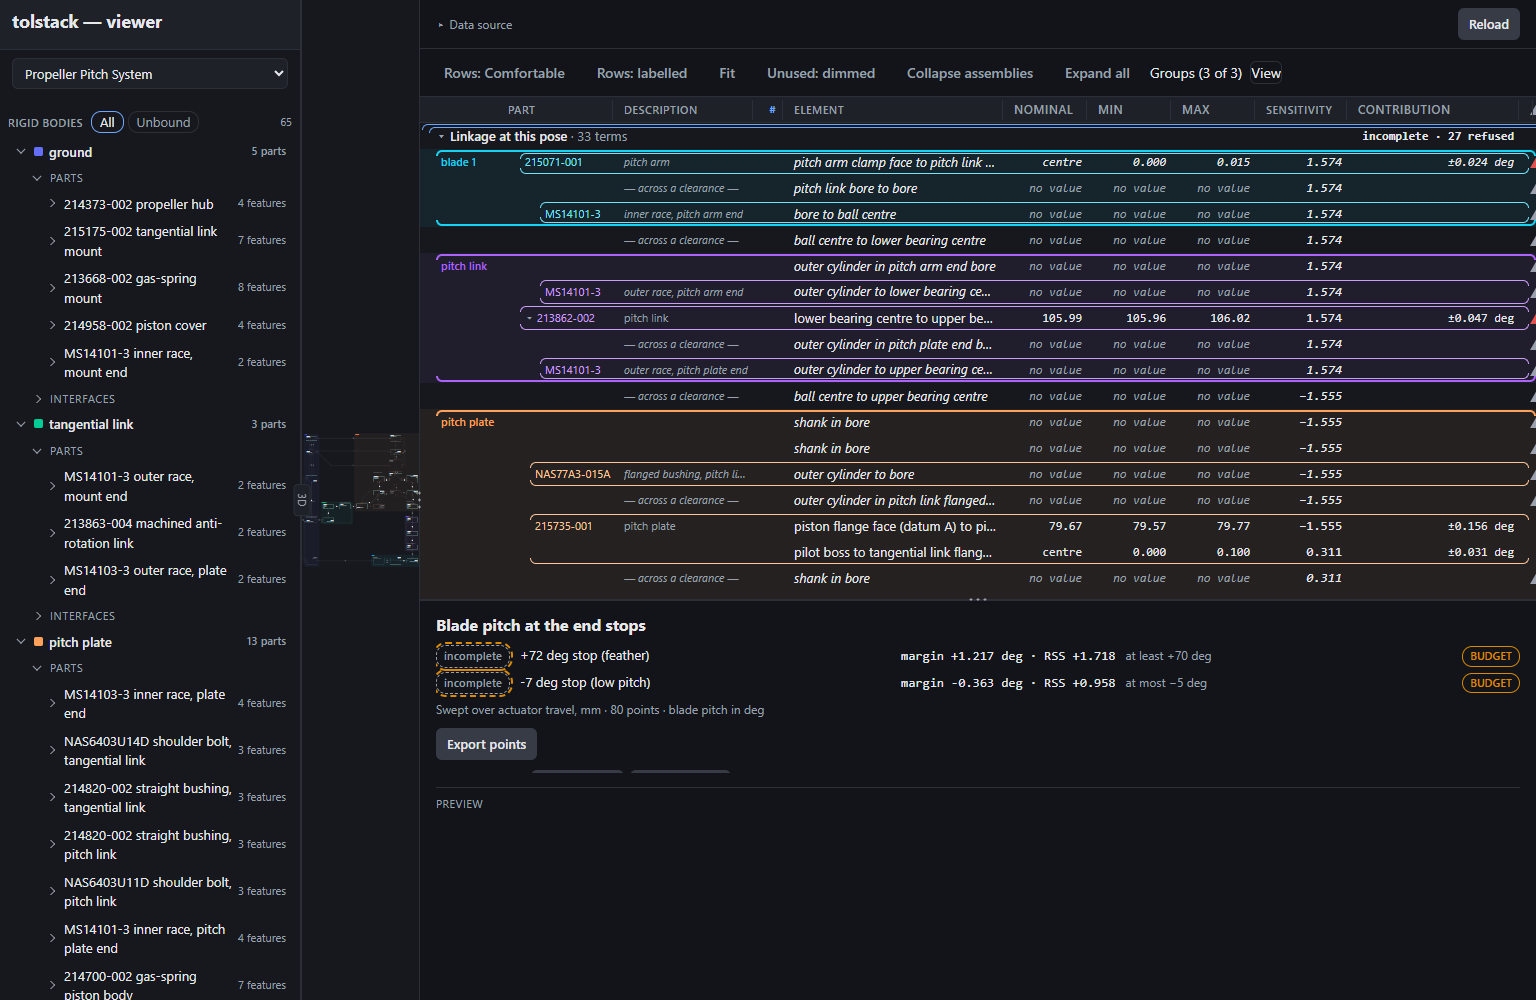 tolstack — viewer
Propeller Pitch System
RIGID BODIES All Unbound 65
ground 5 parts
PARTS
214373-002 propeller hub 4 features
215175-002 tangential link mount 7 features
213668-002 gas-spring mount 8 features
214958-002 piston cover 4 features
MS14101-3 inner race, mount end 2 features
INTERFACES
tangential link 3 parts
PARTS
MS14101-3 outer race, mount end 2 features
213863-004 machined anti-rotation link 2 features
MS14103-3 outer race, plate end 2 features
INTERFACES
pitch plate 13 parts
PARTS
MS14103-3 inner race, plate end 4 features
NAS6403U14D shoulder bolt, tangential link 3 features
214820-002 straight bushing, tangential link 3 features
214820-002 straight bushing, pitch link 3 features
NAS6403U11D shoulder bolt, pitch link 3 features
MS14101-3 inner race, pitch plate end 4 features
214700-002 gas-spring piston body 7 features
3D
Data source
Reload
Rows: Comfortable Rows: labelled Fit Unused: dimmed Collapse assemblies Expand all Groups (3 of 3) View
PART DESCRIPTION # ELEMENT NOMINAL MIN MAX SENSITIVITY CONTRIBUTION
Linkage at this pose · 33 terms incomplete · 27 refused
blade 1 215071-001 pitch arm pitch arm clamp face to pitch link ... centre 0.000 0.015 1.574 ±0.024 deg
— across a clearance — pitch link bore to bore no value no value no value 1.574
MS14101-3 inner race, pitch arm end bore to ball centre no value no value no value 1.574
— across a clearance — ball centre to lower bearing centre no value no value no value 1.574
pitch link outer cylinder in pitch arm end bore no value no value no value 1.574
MS14101-3 outer race, pitch arm end outer cylinder to lower bearing ce... no value no value no value 1.574
213862-002 pitch link lower bearing centre to upper be... 105.99 105.96 106.02 1.574 ±0.047 deg
— across a clearance — outer cylinder in pitch plate end b... no value no value no value 1.574
MS14101-3 outer race, pitch plate end outer cylinder to upper bearing ce... no value no value no value 1.574
— across a clearance — ball centre to upper bearing centre no value no value no value −1.555
pitch plate shank in bore no value no value no value −1.555
shank in bore no value no value no value −1.555
NAS77A3-015A flanged bushing, pitch li... outer cylinder to bore no value no value no value −1.555
— across a clearance — outer cylinder in pitch link flanged... no value no value no value −1.555
215735-001 pitch plate piston flange face (datum A) to pi... 79.67 79.57 79.77 −1.555 ±0.156 deg
pilot boss to tangential link flang... centre 0.000 0.100 0.311 ±0.031 deg
— across a clearance — shank in bore no value no value no value 0.311
Blade pitch at the end stops
incomplete +72 deg stop (feather) margin +1.217 deg · RSS +1.718 at least +70 deg BUDGET
incomplete -7 deg stop (low pitch) margin -0.363 deg · RSS +0.958 at most −5 deg BUDGET
Swept over actuator travel, mm · 80 points · blade pitch in deg
Export points
PREVIEW